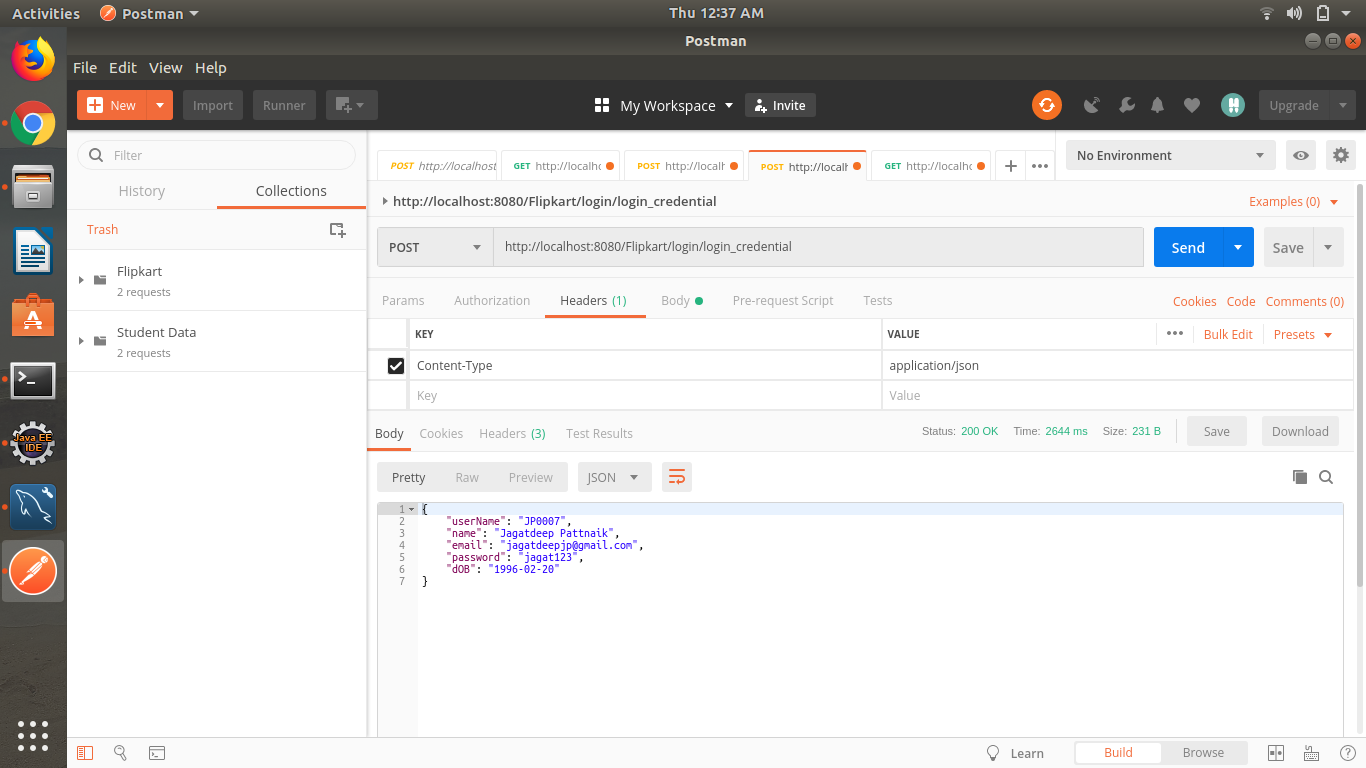 Activities Postman Thu 12:37 AM
Postman
File Edit View Help
New Import Runner My Workspace Invite Upgrade
Filter
History Collections
Trash
Flipkart
2 requests
Student Data
2 requests
POST http://localhost GET http://localhc POST http://localh POST http://localh GET http://localhc No Environment
http://localhost:8080/Flipkart/login/login_credential Examples (0)
POST http://localhost:8080/Flipkart/login/login_credential Send Save
Params Authorization Headers (1) Body Pre-request Script Tests Cookies Code Comments (0)
KEY VALUE Bulk Edit Presets
Content-Type application/json
Key Value
Body Cookies Headers (3) Test Results Status: 200 OK Time: 2644 ms Size: 231 B Save Download
Pretty Raw Preview JSON
1 {
2 "userName": "JP0007",
3 "name": "Jagatdeep Pattnaik",
4 "email": "jagatdeepjp@gmail.com",
5 "password": "jagat123",
6 "dOB": "1996-02-20"
7 }
Java EE
IDE
Learn Build Browse